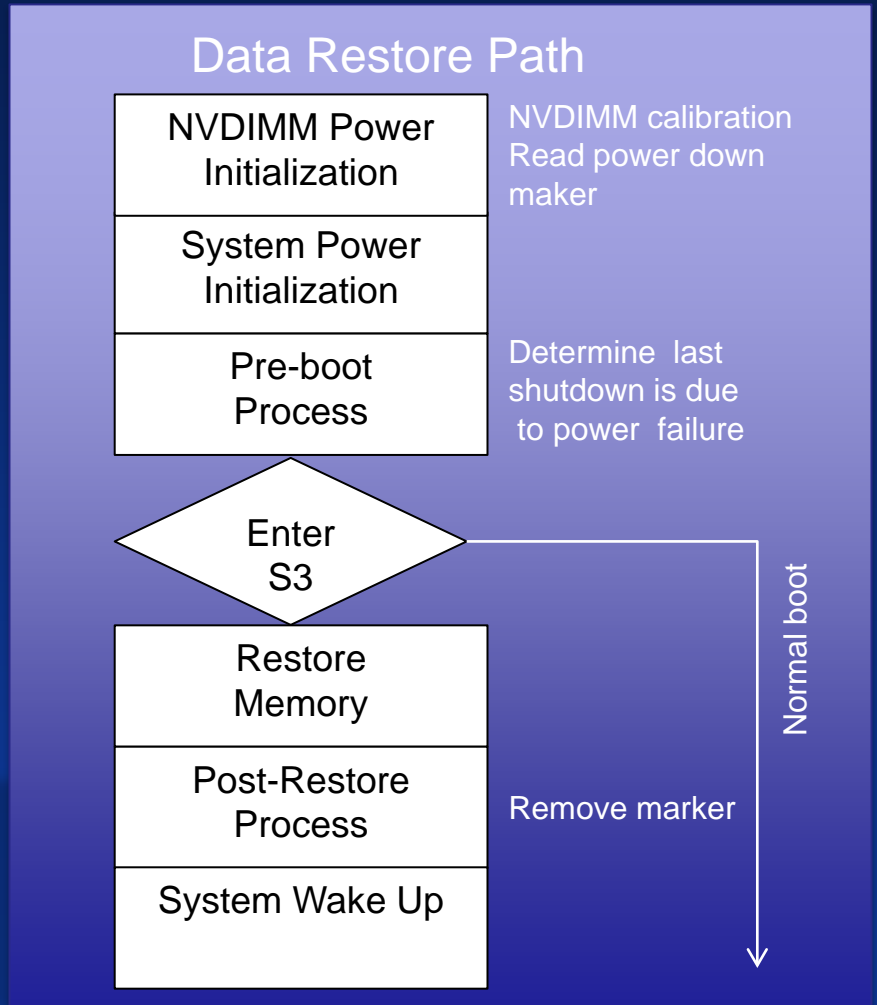 Data Restore Path
NVDIMM Power
Initialization
NVDIMM calibration
Read power down
maker
System Power
Initialization
Pre-boot
Process
Determine last
shutdown is due
to power failure
Enter
S3
Normal boot
Restore
Memory
Post-Restore
Process
Remove marker
System Wake Up